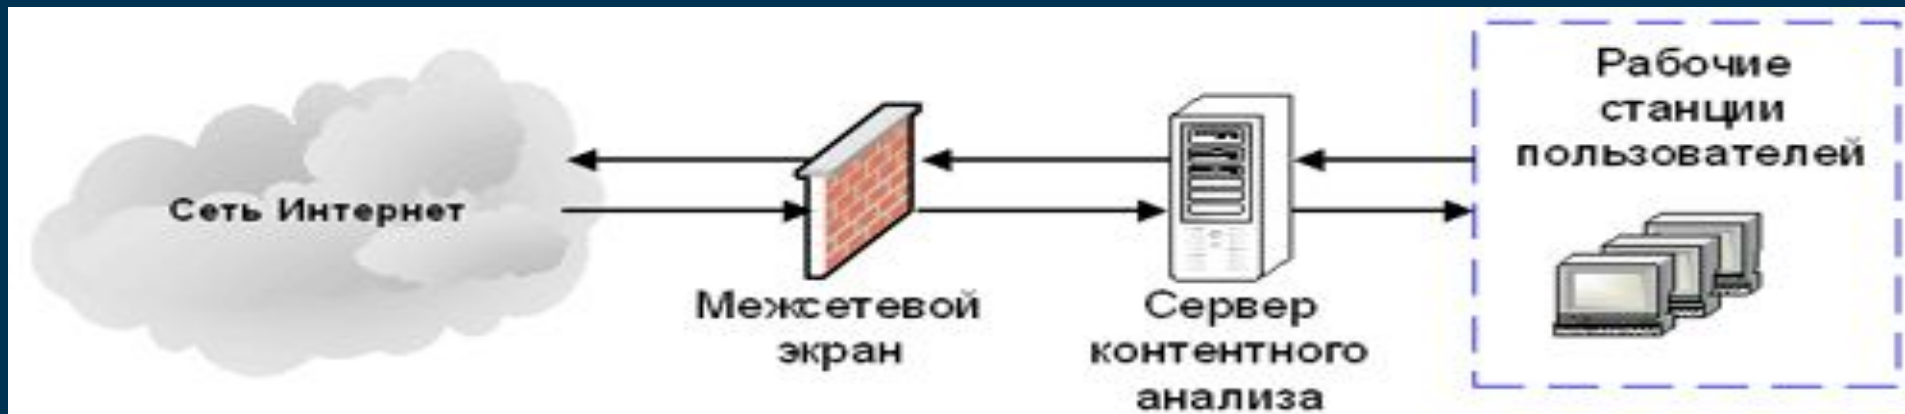 Сеть Интернет
Межсетевой
экран
Сервер
контентного
анализа
Рабочие
станции
пользователей